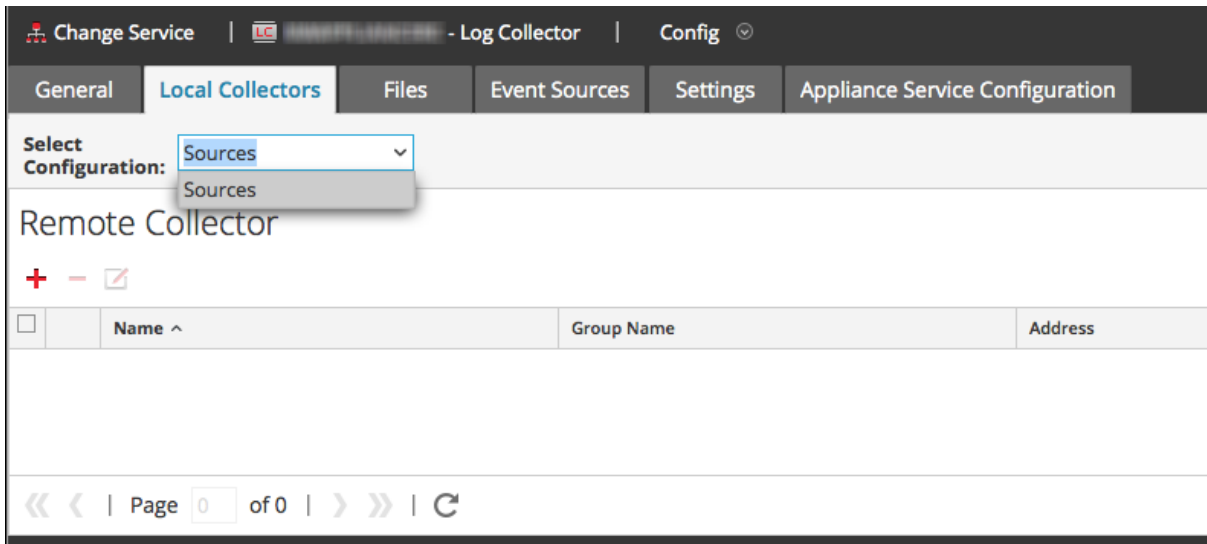 Change Service | LC - Log Collector | Config
General Local Collectors Files Event Sources Settings Appliance Service Configuration
Select
Configuration:
Sources
Sources
Remote Collector
Name Group Name Address
Page 0 of 0